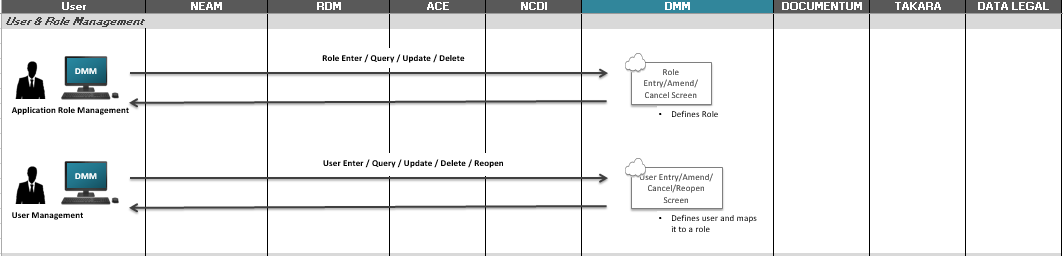 User NEAM RDM ACE NCDI DMM DOCUMENTUM TAKARA DATA LEGAL
User & Role Management
Role Enter / Query / Update / Delete
DMM
Application Role Management
Role
Entry/Amend/
Cancel Screen
• Defines Role
User Enter / Query / Update / Delete / Reopen
DMM
User Management
User Entry/Amend/
Cancel/Reopen
Screen
• Defines user and maps
it to a role